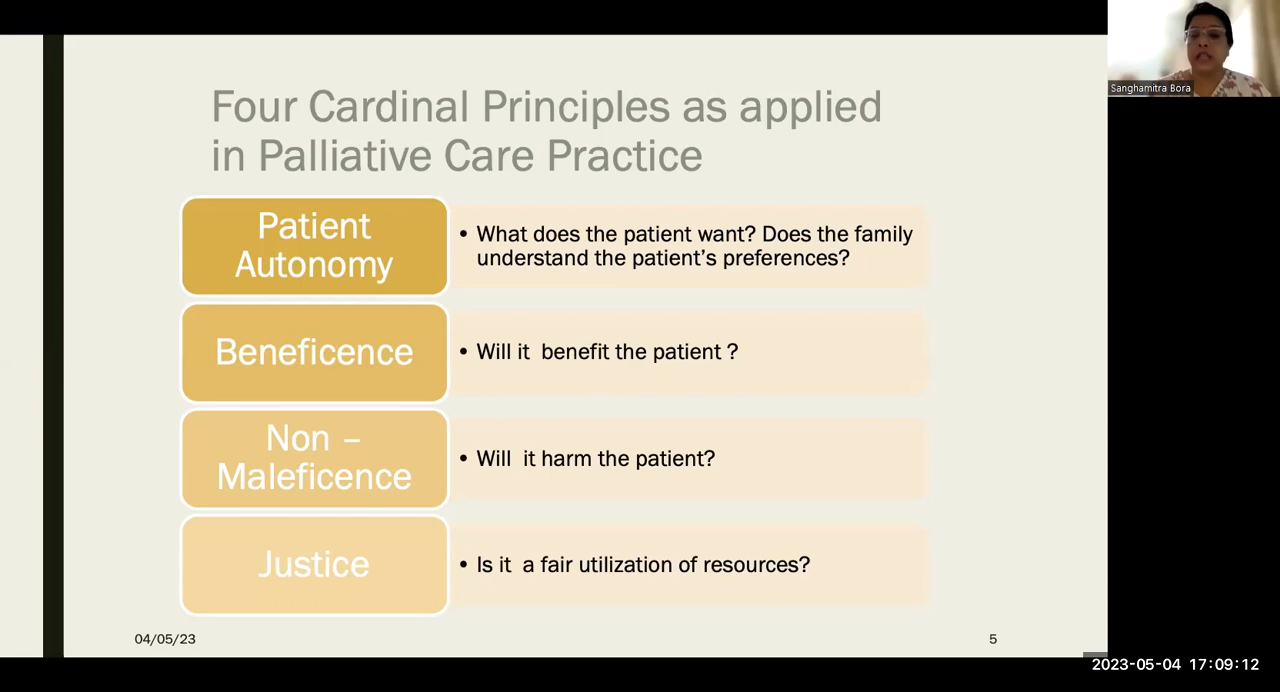 Four Cardinal Principles as applied
in Palliative Care Practice
Patient
Autonomy
• What does the patient want? Does the family
understand the patient’s preferences?
Beneficence
• Will it  benefit the patient ?
Non –
Maleficence
• Will  it harm the patient?
Justice
• Is it  a fair utilization of resources?
04/05/23
5
Sanghamitra Bora
2023-05-04 17:09:12